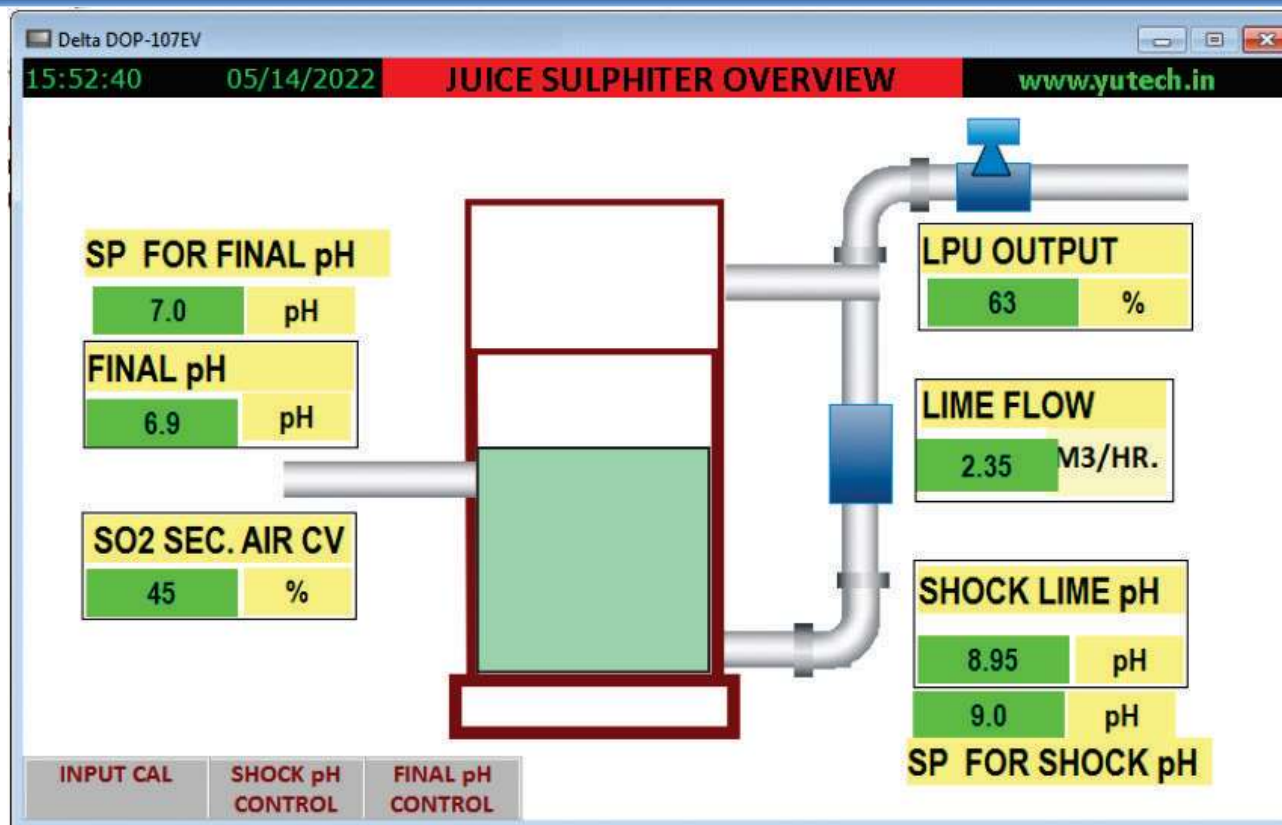 Delta DOP-107EV
15:52:40 05/14/2022 JUICE SULPHITER OVERVIEW www.yutech.in
SP FOR FINAL pH
7.0 pH
FINAL pH
6.9 pH
SO2 SEC. AIR CV
45 %
LPU OUTPUT
63 %
LIME FLOW
2.35 M3/HR.
SHOCK LIME pH
8.95 pH
9.0 pH
SP FOR SHOCK pH
INPUT CAL
SHOCK pH
CONTROL
FINAL pH
CONTROL